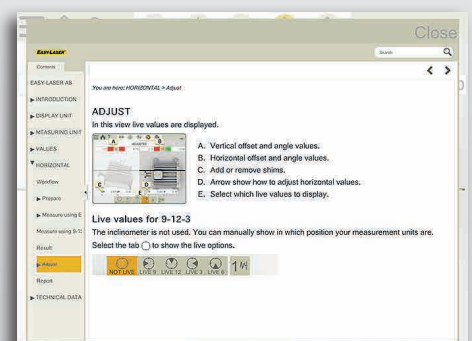 Close
EASY-LASER
Search
Contents
EASY-LASER AB
INTRODUCTION
DISPLAY UNIT
MEASURING UNIT
VALUES
HORIZONTAL
Workflow
Prepare
Measure using E
Measure using 9-1
Result
Adjust
Report
TECHNICAL DATA
You are here: HORIZONTAL > Adjust
ADJUST
In this view live values are displayed.
A
B
C
D
E
A. Vertical offset and angle values.
B. Horizontal offset and angle values.
C. Add or remove shims.
D. Arrow show how to adjust horizontal values.
E. Select which live values to display.
Live values for 9-12-3
The inclinometer is not used. You can manually show in which position your measurement units are.
Select the tab to show the live options.
NOT LIVE LIVE 9 LIVE 12 LIVE 3 LIVE 6